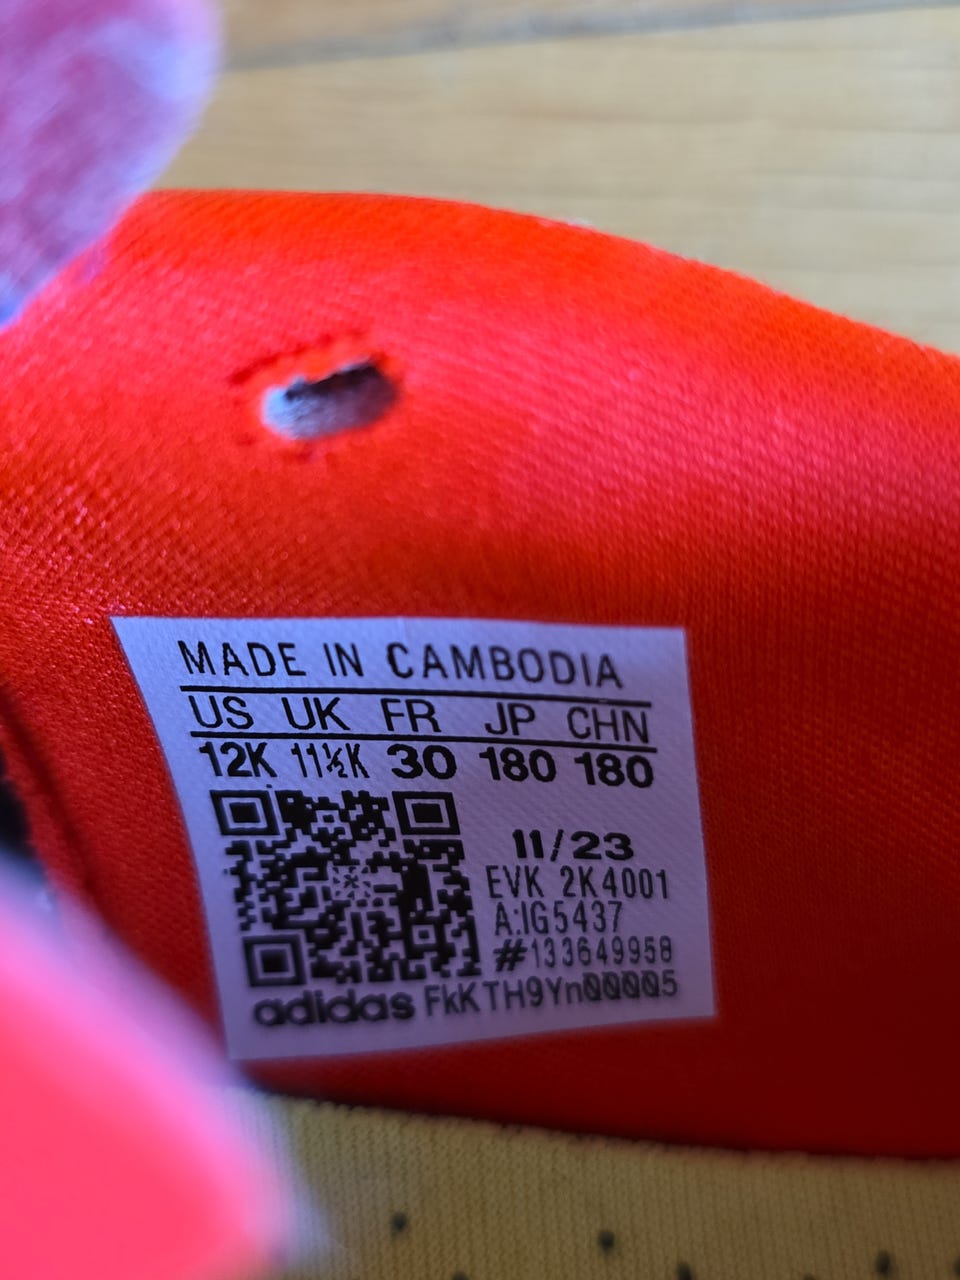 MADE IN CAMBODIA
US UK FR JP CHN
12K 11½K 30 180 180
11/23
EVK 2K4001
A:IG5437
#133649958
adidas FkKTH9Yn00005